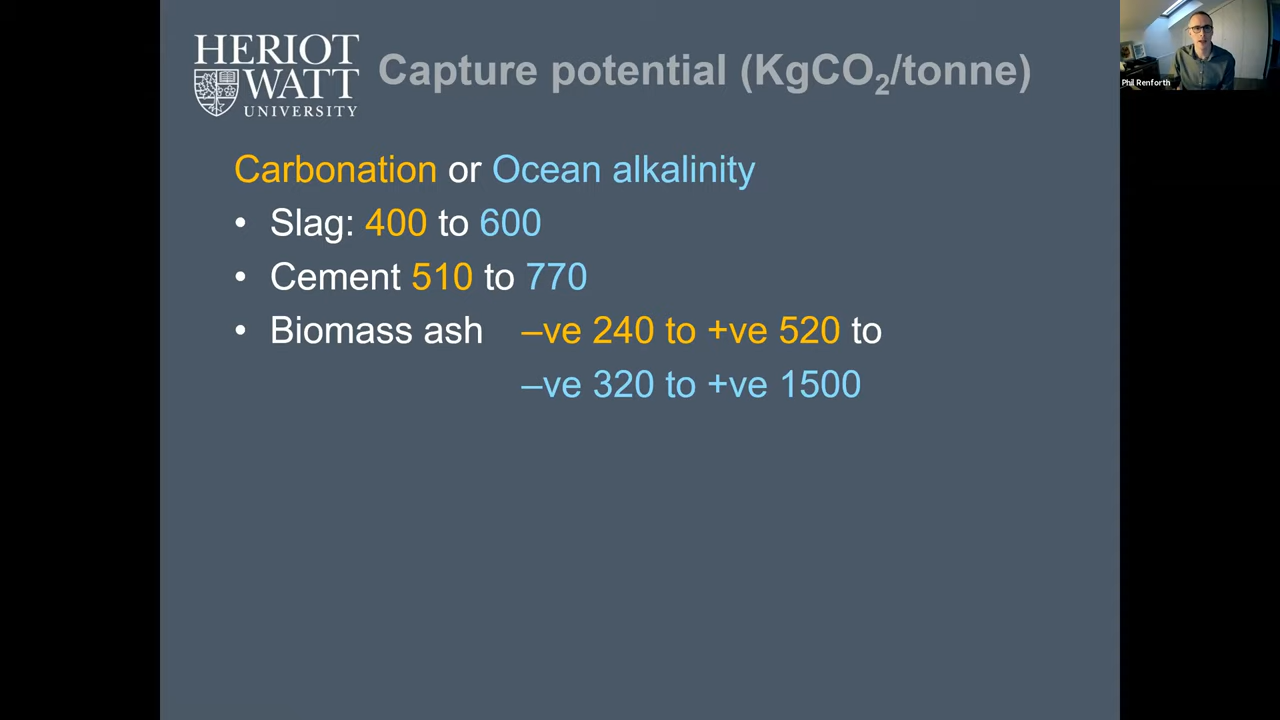 HERIOT
WATT
UNIVERSITY
Capture potential (KgCO₂/tonne)
Phil Renforth
Carbonation or Ocean alkalinity
• Slag: 400 to 600
• Cement 510 to 770
• Biomass ash –ve 240 to +ve 520 to
–ve 320 to +ve 1500